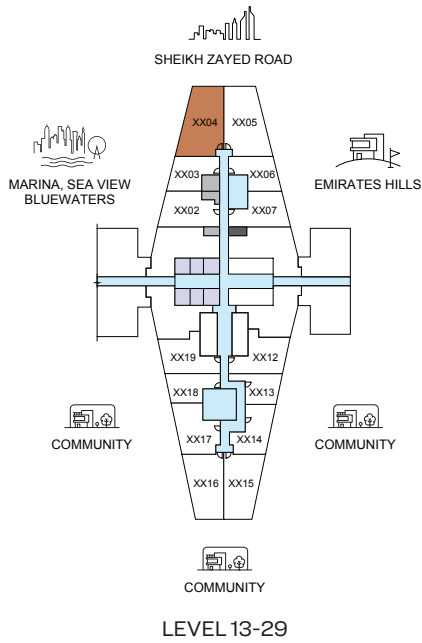 SHEIKH ZAYED ROAD
XX04
XX05
MARINA, SEA VIEW
BLUEWATERS
EMIRATES HILLS
XX03
XX06
XX02
XX07
XX19
XX12
XX18
XX13
XX17
XX14
XX16
XX15
COMMUNITY
COMMUNITY
COMMUNITY
LEVEL 13-29